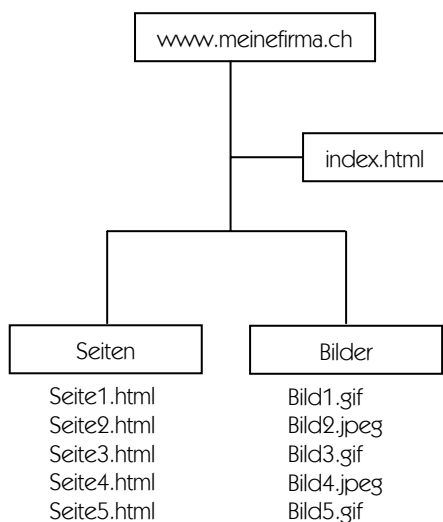 www.meinefirma.ch
index.html
Seiten
Seite1.html
Seite2.html
Seite3.html
Seite4.html
Seite5.html
Bilder
Bild1.gif
Bild2.jpeg
Bild3.gif
Bild4.jpeg
Bild5.gif